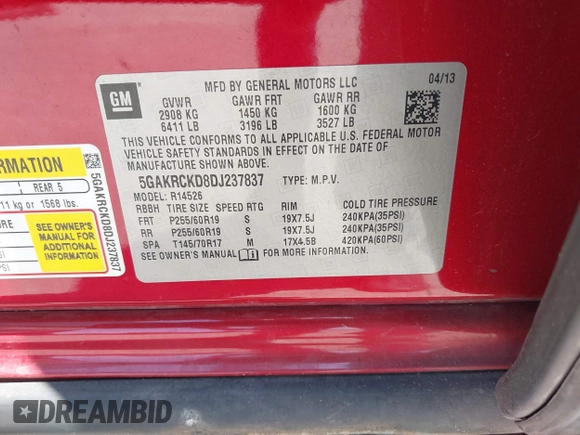 GM
MFD BY GENERAL MOTORS LLC 04/13
GVWR GAWR FRT GAWR RR
2908 KG 1450 KG 1600 KG
6411 LB 3196 LB 3527 LB
THIS VEHICLE CONFORMS TO ALL APPLICABLE U.S. FEDERAL MOTOR
VEHICLE SAFETY STANDARDS IN EFFECT ON THE DATE OF
MANUFACTURE SHOWN ABOVE.
5GAKRCKD8DJ237837 TYPE: M.P.V.
MODEL: R14526
RBBH TIRE SIZE SPEED RTG RIM COLD TIRE PRESSURE
FRT P255/60R19 S 19X7.5J 240KPA(35PSI)
RR P255/60R19 S 19X7.5J 240KPA(35PSI)
SPA T145/70R17 M 17X4.5B 420KPA(60PSI)
SEE OWNER'S MANUAL FOR MORE INFORMATION.
REAR 5
kg or 1568 lbs.
SEE OWNER'S
MANUAL FOR
ADDITIONAL
INFORMATION
5GAKRCKD8DJ237837
DREAMBID